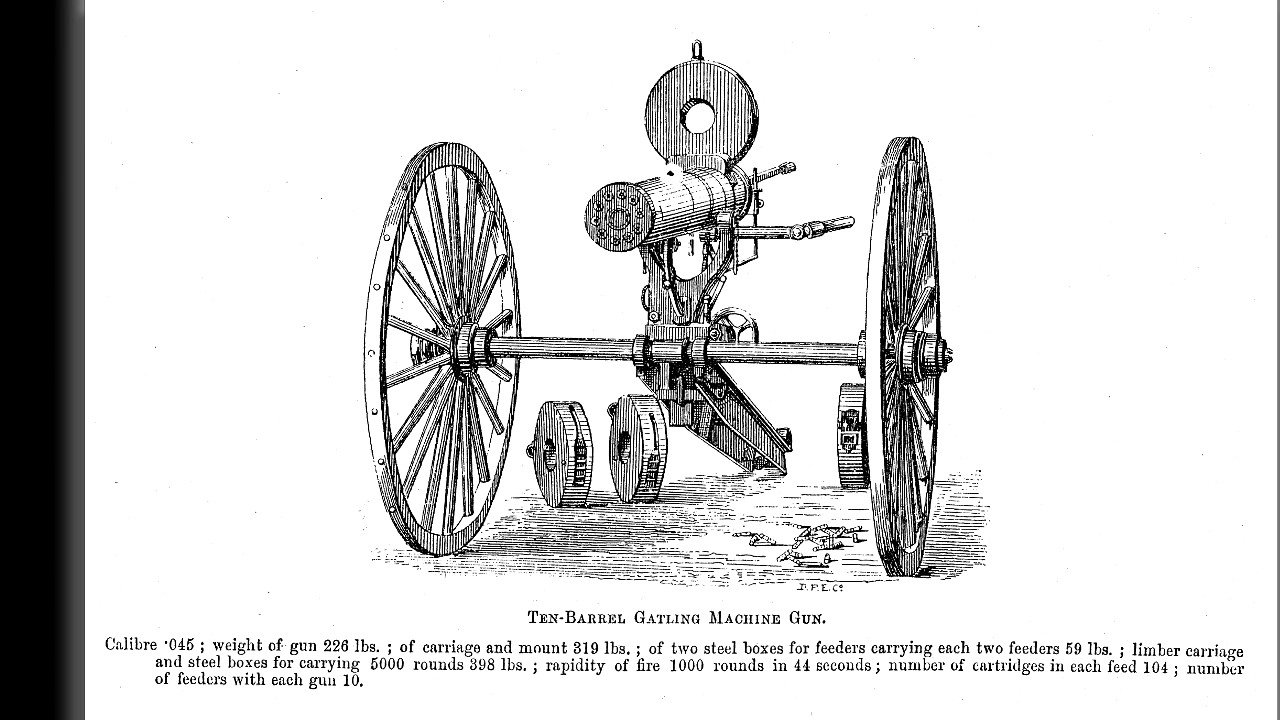 P.P.E.Cº
TEN-BARREL GATLING MACHINE GUN.
Calibre ·045 ; weight of gun 226 lbs. ; of carriage and mount 319 lbs. ; of two steel boxes for feeders carrying each two feeders 59 lbs. ; limber carriage
and steel boxes for carrying 5000 rounds 398 lbs. ; rapidity of fire 1000 rounds in 44 seconds ; number of cartridges in each feed 104 ; number
of feeders with each gun 10.